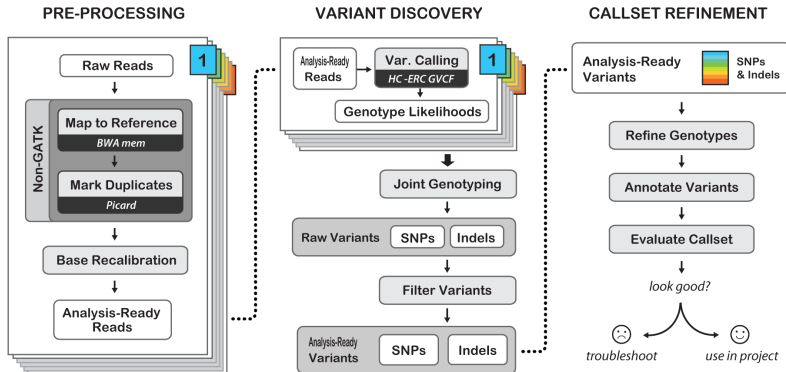 PRE-PROCESSING
1
Raw Reads
Non-GATK
Map to Reference
BWA mem
Mark Duplicates
Picard
Base Recalibration
Analysis-Ready
Reads
VARIANT DISCOVERY
1
Analysis-Ready
Reads
Var. Calling
HC -ERC GVCF
Genotype Likelihoods
Joint Genotyping
Raw Variants
SNPs
Indels
Filter Variants
Analysis-Ready
Variants
SNPs
Indels
CALLSET REFINEMENT
Analysis-Ready
Variants
SNPs
& Indels
Refine Genotypes
Annotate Variants
Evaluate Callset
look good?
troubleshoot
use in project